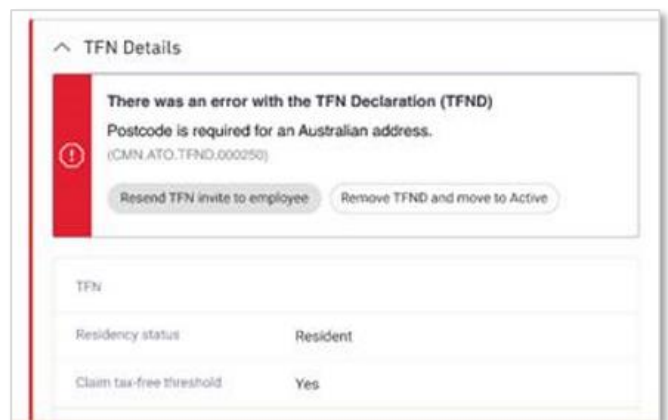 TFN Details
There was an error with the TFN Declaration (TFND)
Postcode is required for an Australian address.
(CMN.ATO.TFND.000250)
Resend TFN invite to employee Remove TFND and move to Active
TFN
Residency status Resident
Claim tax-free threshold Yes